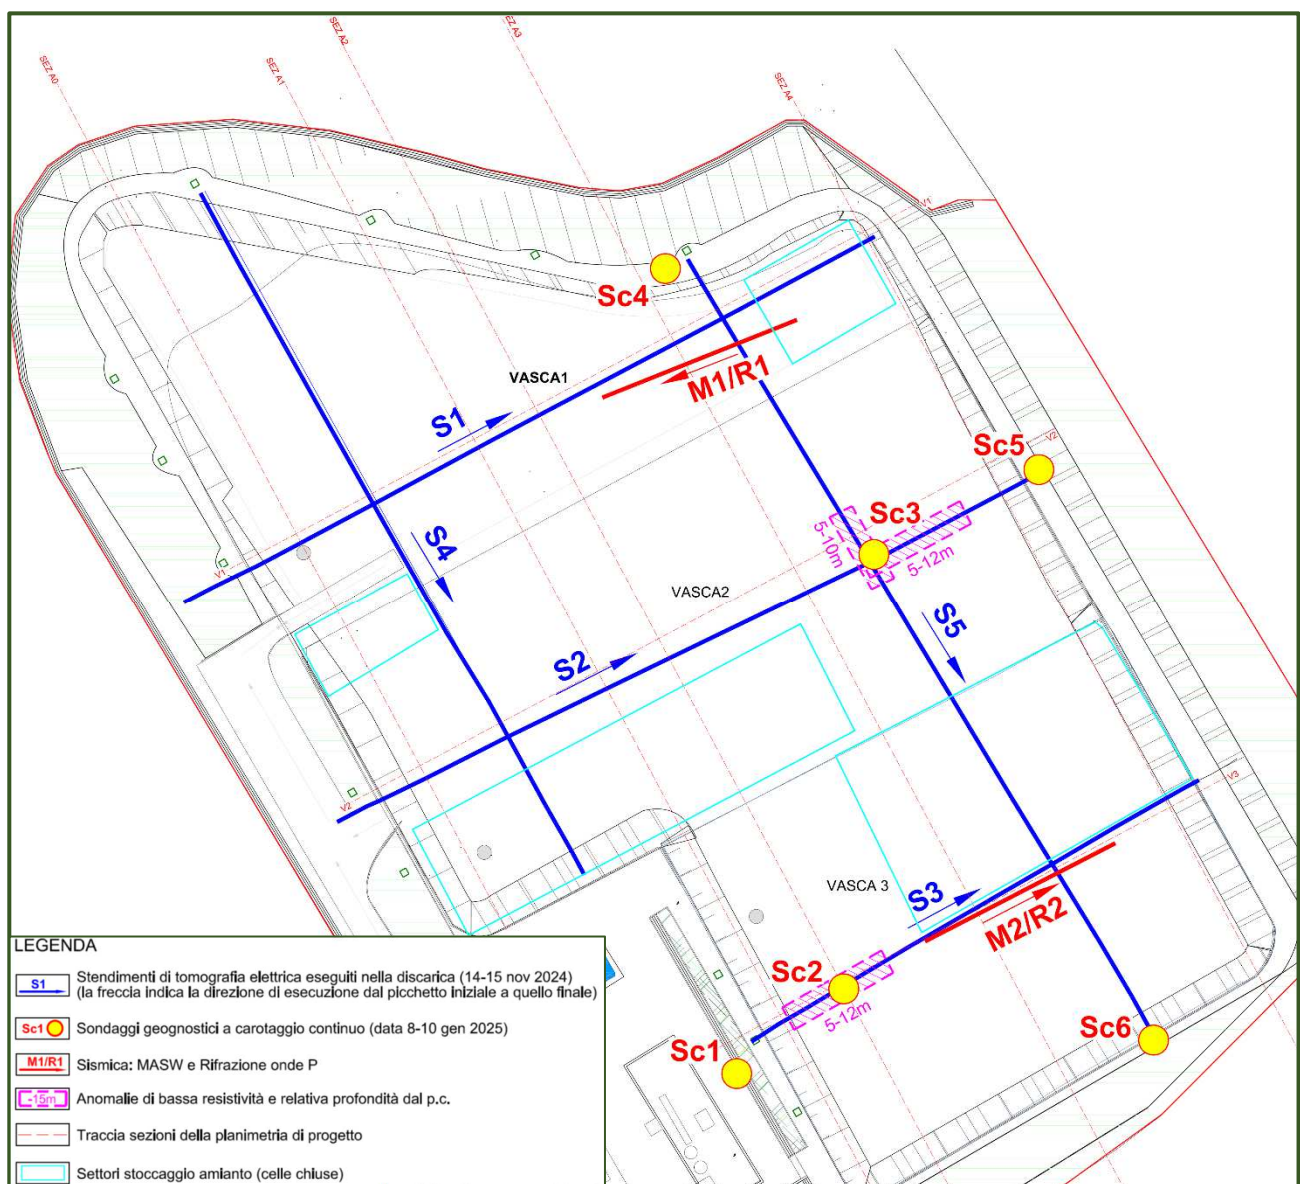 SEZ A0
SEZ A1
SEZ A2
SEZ A3
SEZ A4
V1
Sc4
VASCA1
M1/R1
S1
V2
Sc5
Sc3
5-10m
5-12m
S4
V1
VASCA2
S5
S2
V3
V2
VASCA 3
S3
M2/R2
Sc2
5-12m
Sc1
Sc6
LEGENDA
S1 Stendimenti di tomografia elettrica eseguiti nella discarica (14-15 nov 2024)
(la freccia indica la direzione di esecuzione dal picchetto iniziale a quello finale)
Sc1 Sondaggi geognostici a carotaggio continuo (data 8-10 gen 2025)
M1/R1 Sismica: MASW e Rifrazione onde P
-15m Anomalie di bassa resistività e relativa profondità dal p.c.
Traccia sezioni della planimetria di progetto
Settori stoccaggio amianto (celle chiuse)